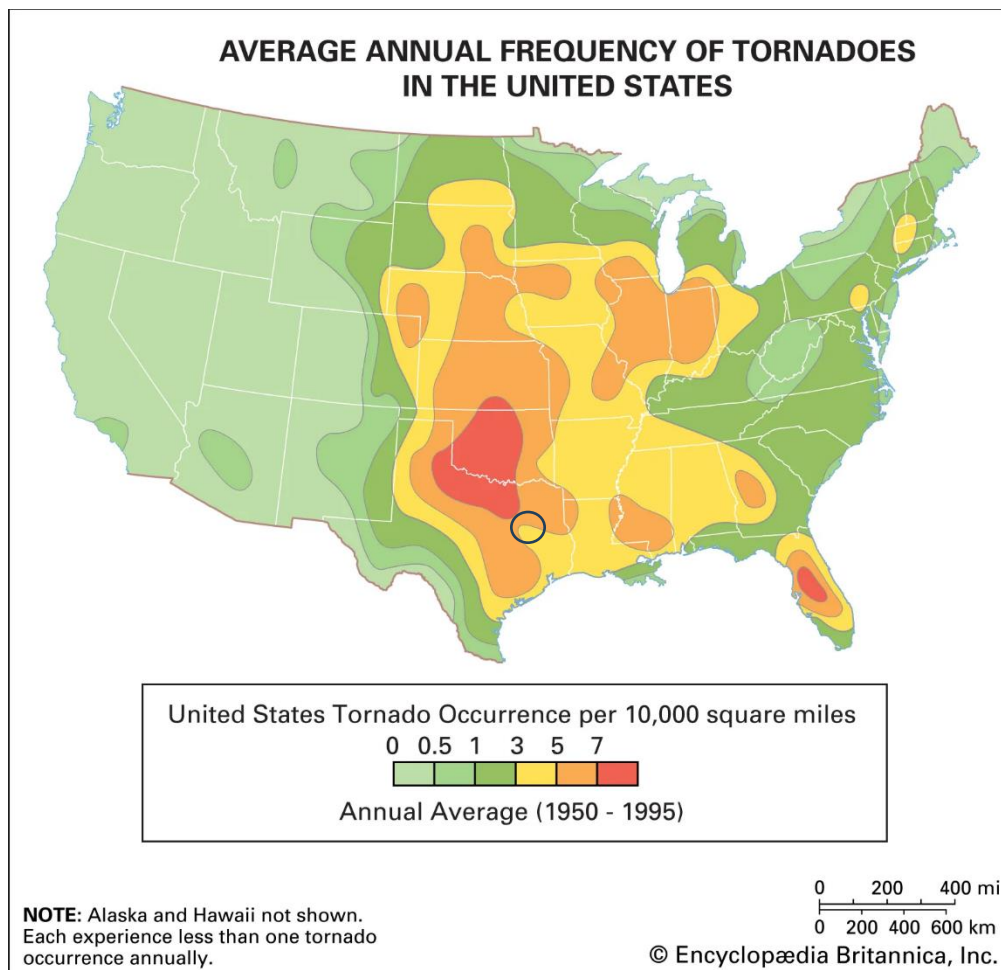 AVERAGE ANNUAL FREQUENCY OF TORNADOES
IN THE UNITED STATES
United States Tornado Occurrence per 10,000 square miles
0 0.5 1 3 5 7
Annual Average (1950 - 1995)
NOTE: Alaska and Hawaii not shown.
Each experience less than one tornado
occurrence annually.
0 200 400 mi
0 200 400 600 km
© Encyclopædia Britannica, Inc.